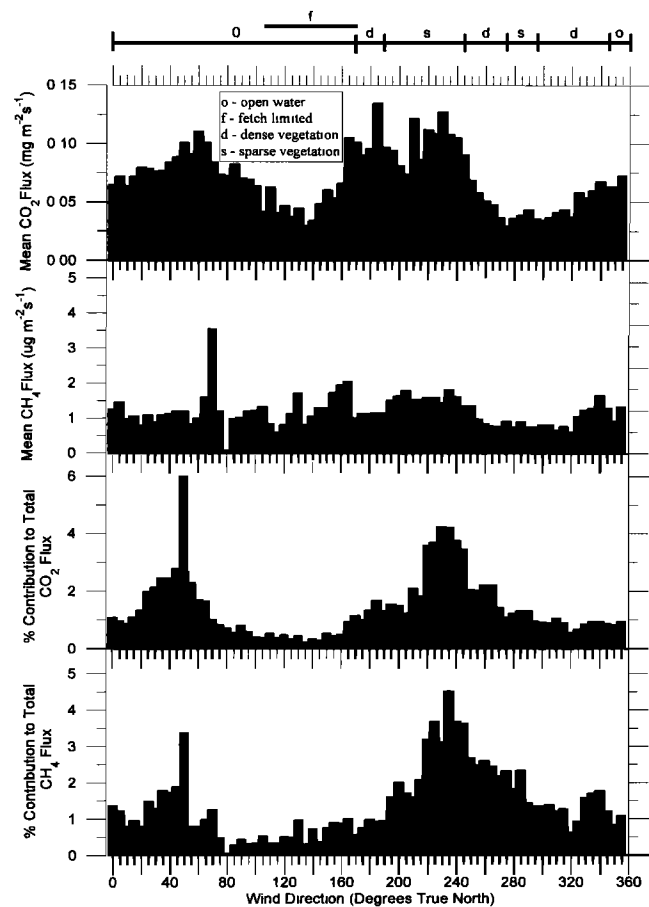 f
0 d s d s d o
0 15
0.10
0 05
0 00
Mean CO2 Flux (mg m-2s-1)
o - open water
f - fetch limited
d - dense vegetation
s - sparse vegetation
5
4
3
2
1
0
Mean CH4 Flux (ug m-2s-1)
6
4
2
0
% Contribution to Total
CO2 Flux
5
4
3
2
1
0
% Contribution to Total
CH4 Flux
0 40 80 120 160 200 240 280 320 360
Wind Direction (Degrees True North)